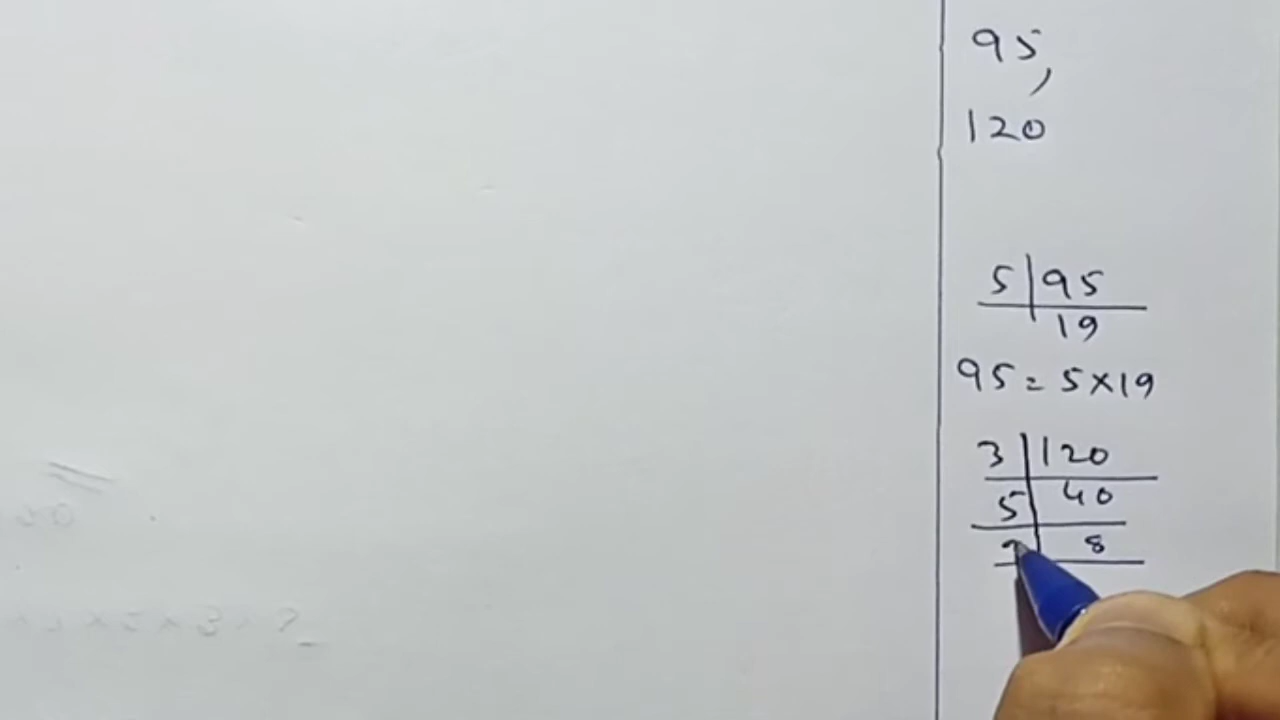 95,
120
5 | 95
19
95 = 5×19
3 | 120
5 | 40
8